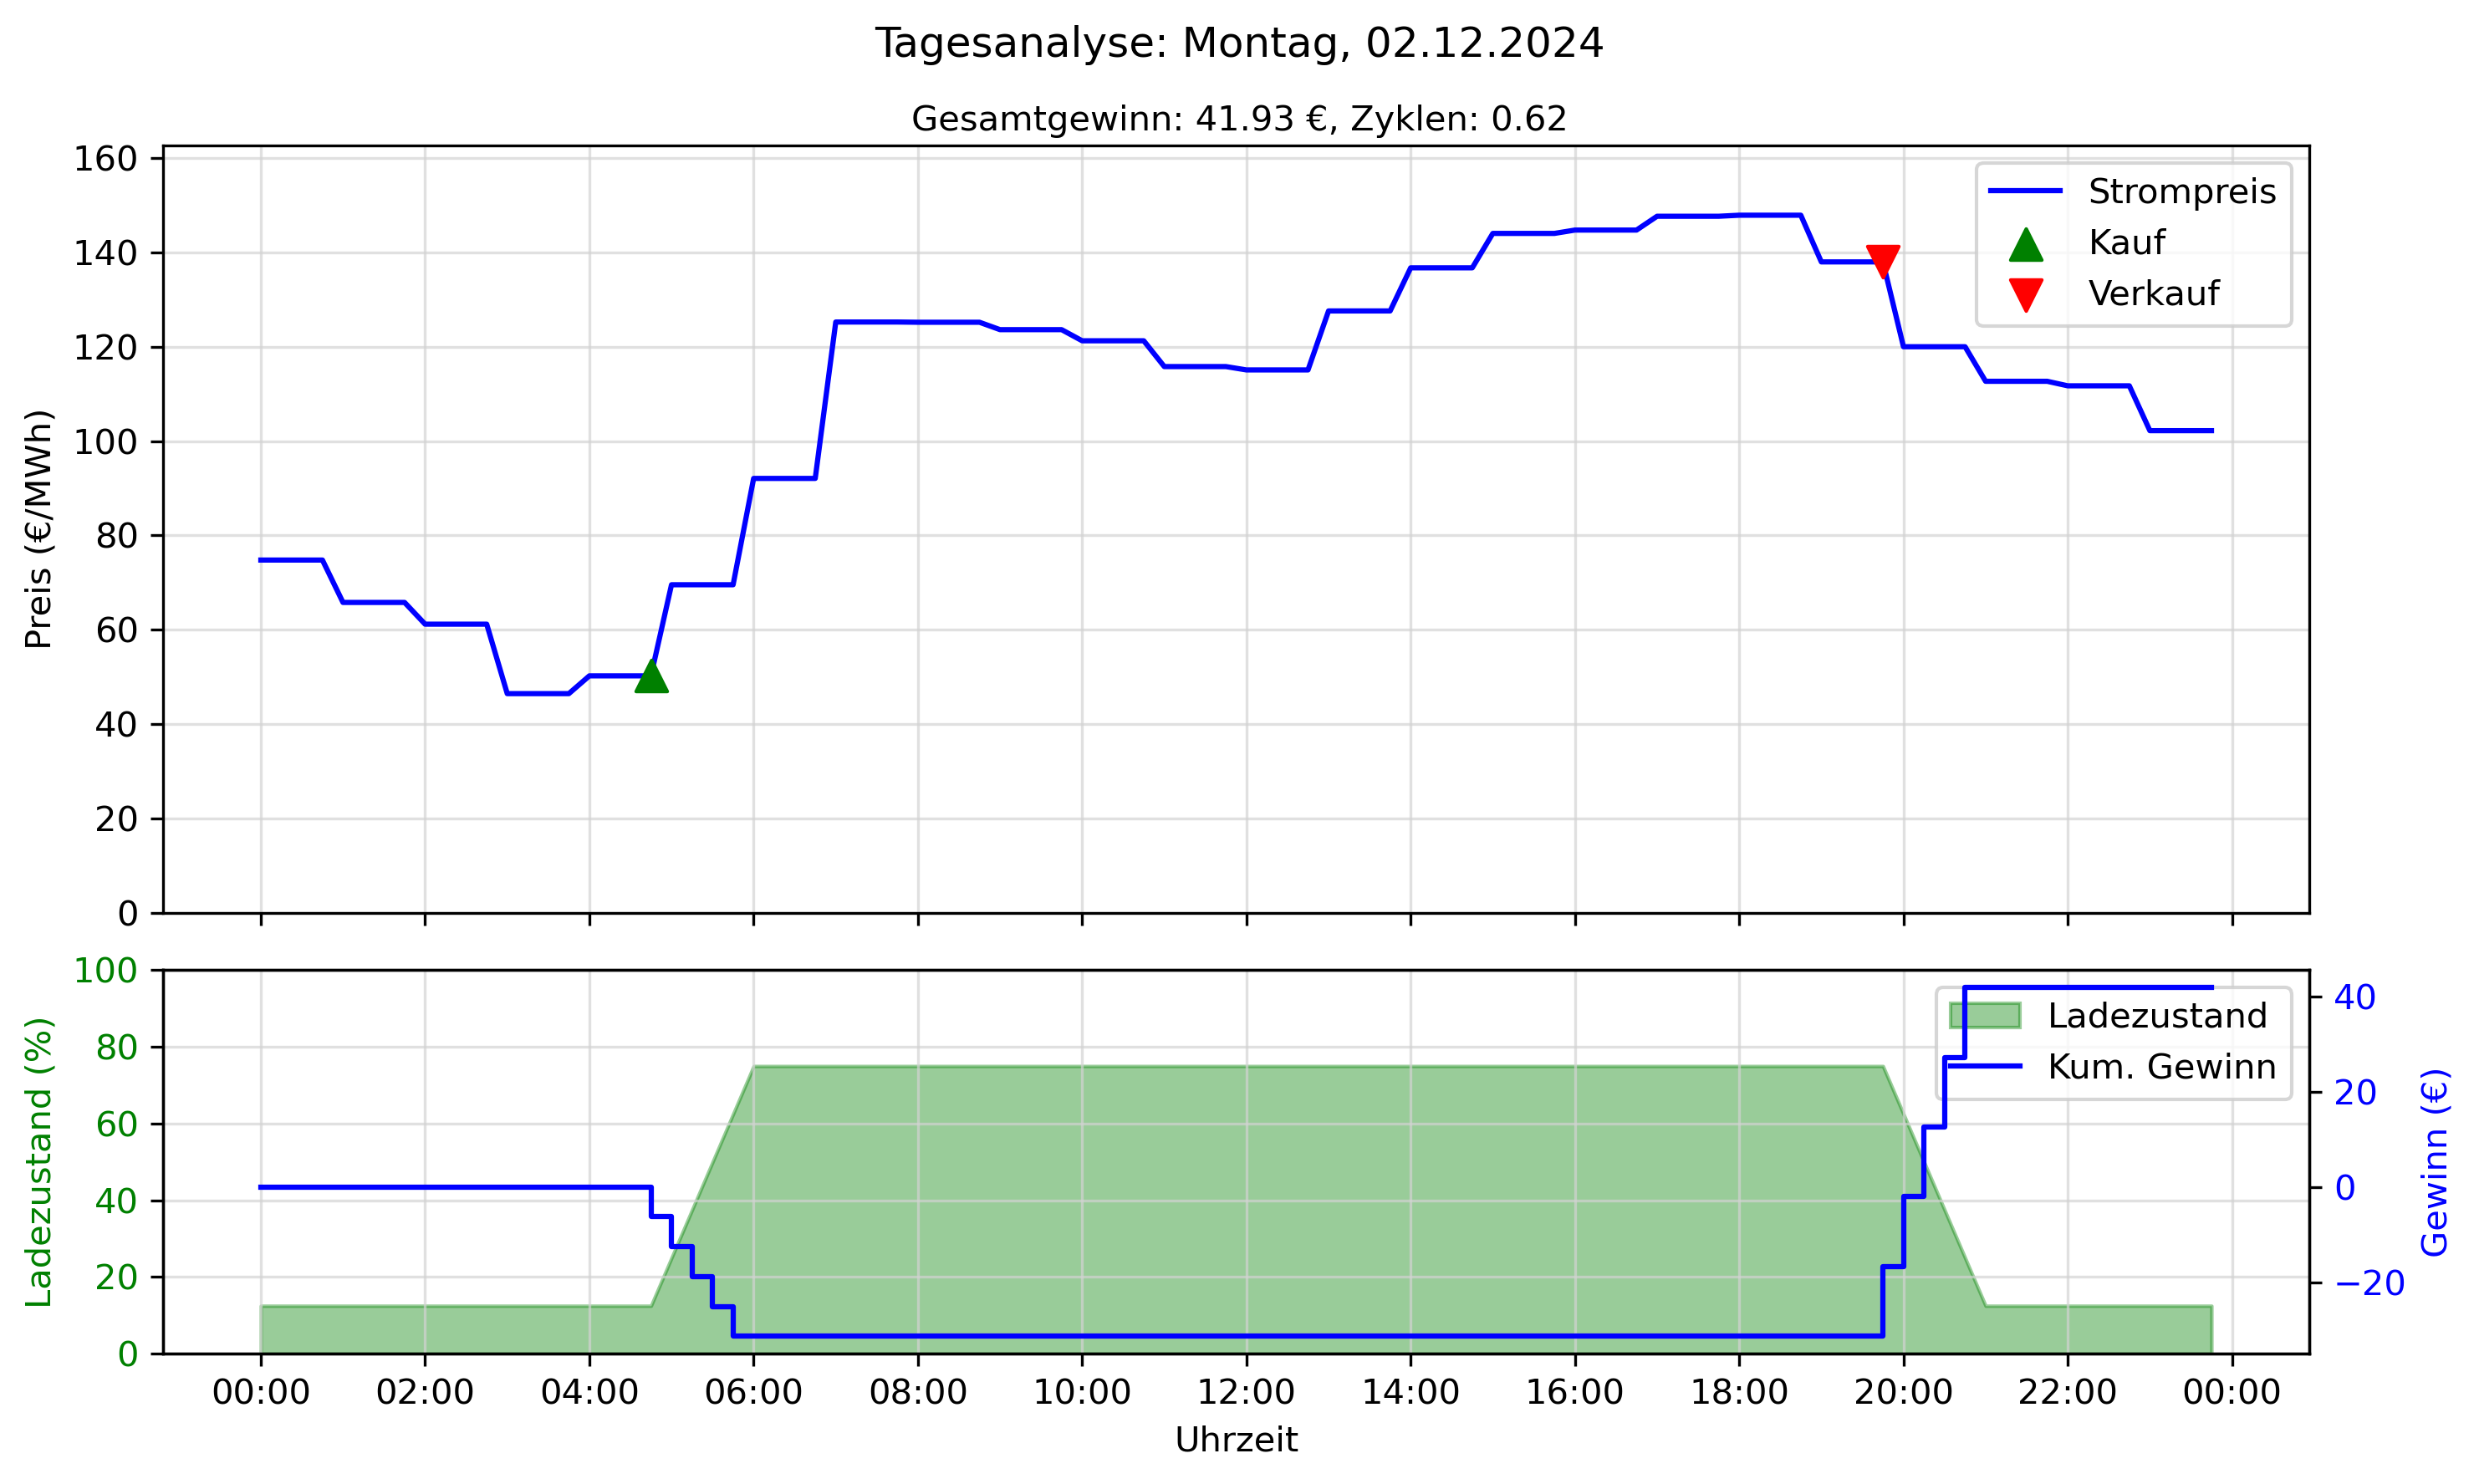 Tagesanalyse: Montag, 02.12.2024
Gesamtgewinn: 41.93 €, Zyklen: 0.62
Preis (€/MWh)
160
140
120
100
80
60
40
20
0
Strompreis
Kauf
Verkauf
Ladezustand (%)
100
80
60
40
20
0
Ladezustand
Kum. Gewinn
40
20
0
−20
Gewinn (€)
00:00 02:00 04:00 06:00 08:00 10:00 12:00 14:00 16:00 18:00 20:00 22:00 00:00
Uhrzeit